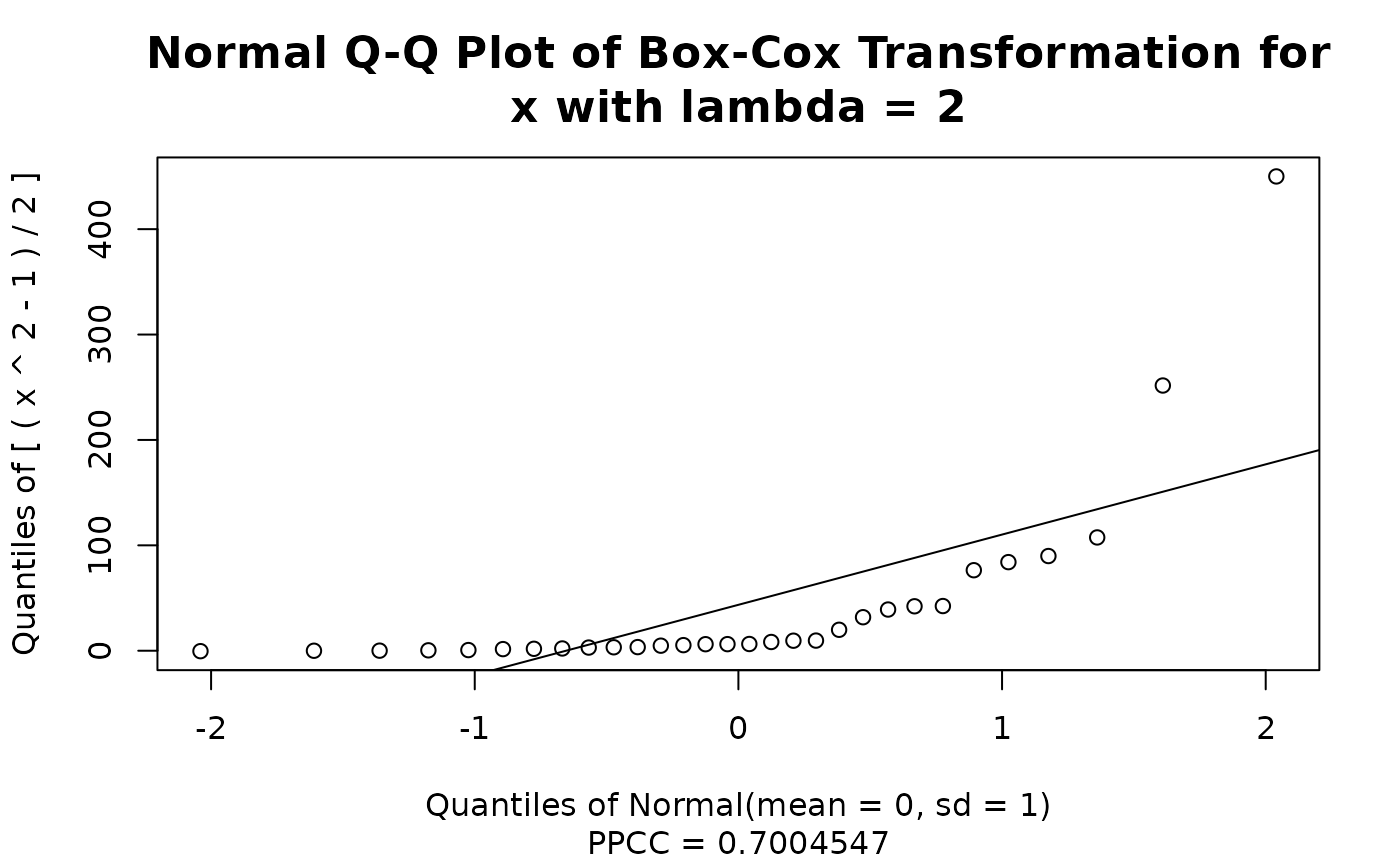 Normal Q-Q Plot of Box-Cox Transformation for
x with lambda = 2
Quantiles of [ ( x ^ 2 - 1 ) / 2 ]
400
300
200
100
0
-2 -1 0 1 2
Quantiles of Normal(mean = 0, sd = 1)
PPCC = 0.7004547